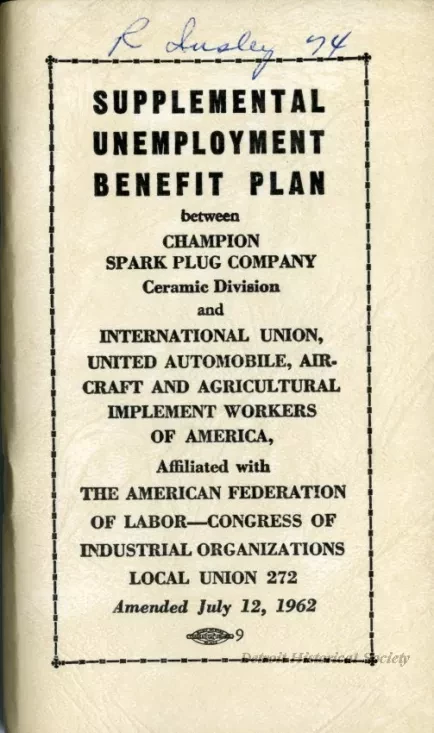 R Insley 74
SUPPLEMENTAL
UNEMPLOYMENT
BENEFIT PLAN
between
CHAMPION
SPARK PLUG COMPANY
Ceramic Division
and
INTERNATIONAL UNION,
UNITED AUTOMOBILE, AIR-
CRAFT AND AGRICULTURAL
IMPLEMENT WORKERS
OF AMERICA,
Affiliated with
THE AMERICAN FEDERATION
OF LABOR—CONGRESS OF
INDUSTRIAL ORGANIZATIONS
LOCAL UNION 272
Amended July 12, 1962
9
Detroit Historical Society